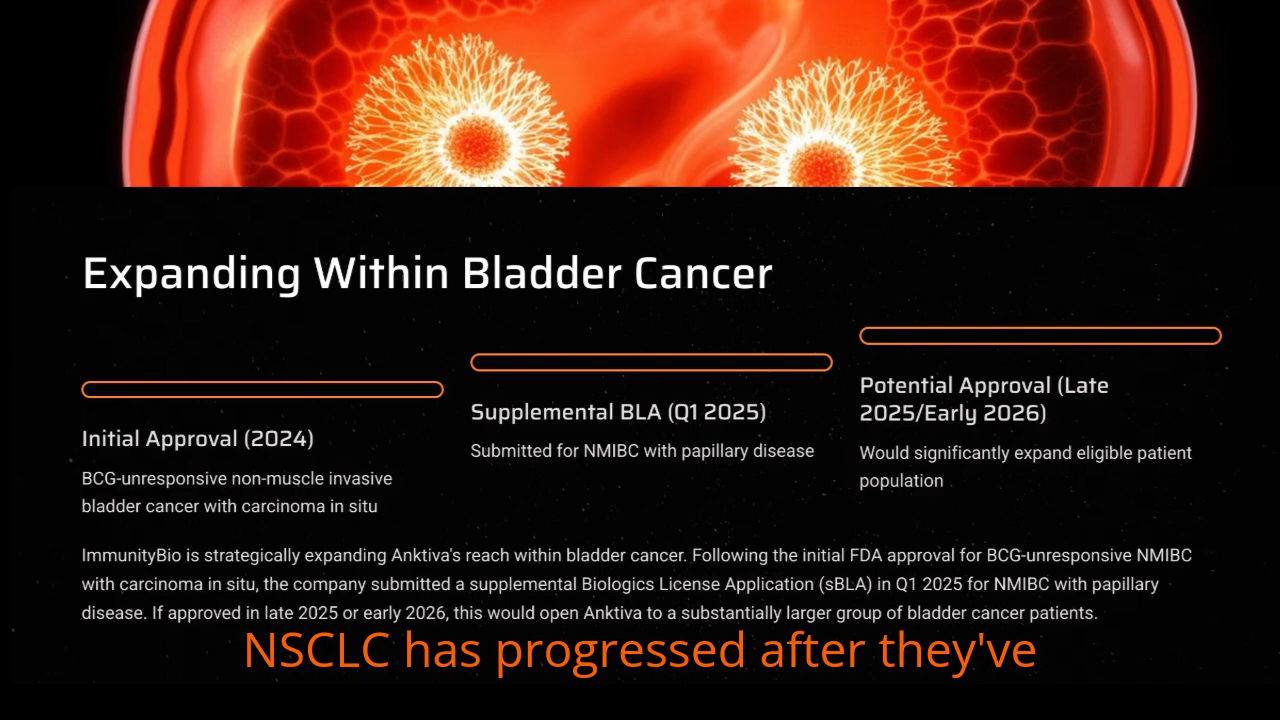 Expanding Within Bladder Cancer
Initial Approval (2024)
BCG-unresponsive non-muscle invasive
bladder cancer with carcinoma in situ
Supplemental BLA (Q1 2025)
Submitted for NMIBC with papillary disease
Potential Approval (Late
2025/Early 2026)
Would significantly expand eligible patient
population
ImmunityBio is strategically expanding Anktiva's reach within bladder cancer. Following the initial FDA approval for BCG-unresponsive NMIBC
with carcinoma in situ, the company submitted a supplemental Biologics License Application (sBLA) in Q1 2025 for NMIBC with papillary
disease. If approved in late 2025 or early 2026, this would open Anktiva to a substantially larger group of bladder cancer patients.
NSCLC has progressed after they've